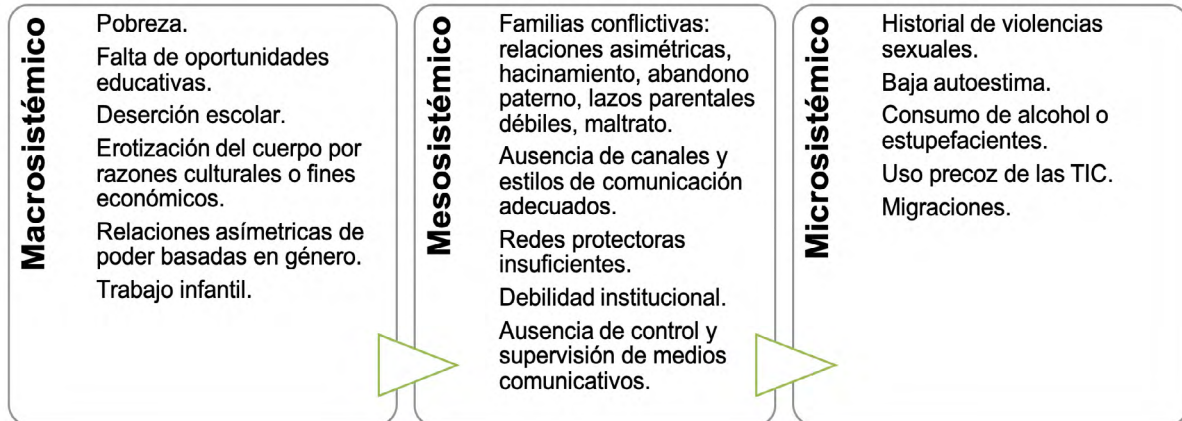 Macrosistémico
Pobreza.
Falta de oportunidades
educativas.
Deserción escolar.
Erotización del cuerpo por
razones culturales o fines
económicos.
Relaciones asímetricas de
poder basadas en género.
Trabajo infantil.
Mesosistémico
Familias conflictivas:
relaciones asimétricas,
hacinamiento, abandono
paterno, lazos parentales
débiles, maltrato.
Ausencia de canales y
estilos de comunicación
adecuados.
Redes protectoras
insuficientes.
Debilidad institucional.
Ausencia de control y
supervisión de medios
comunicativos.
Microsistémico
Historial de violencias
sexuales.
Baja autoestima.
Consumo de alcohol o
estupefacientes.
Uso precoz de las TIC.
Migraciones.